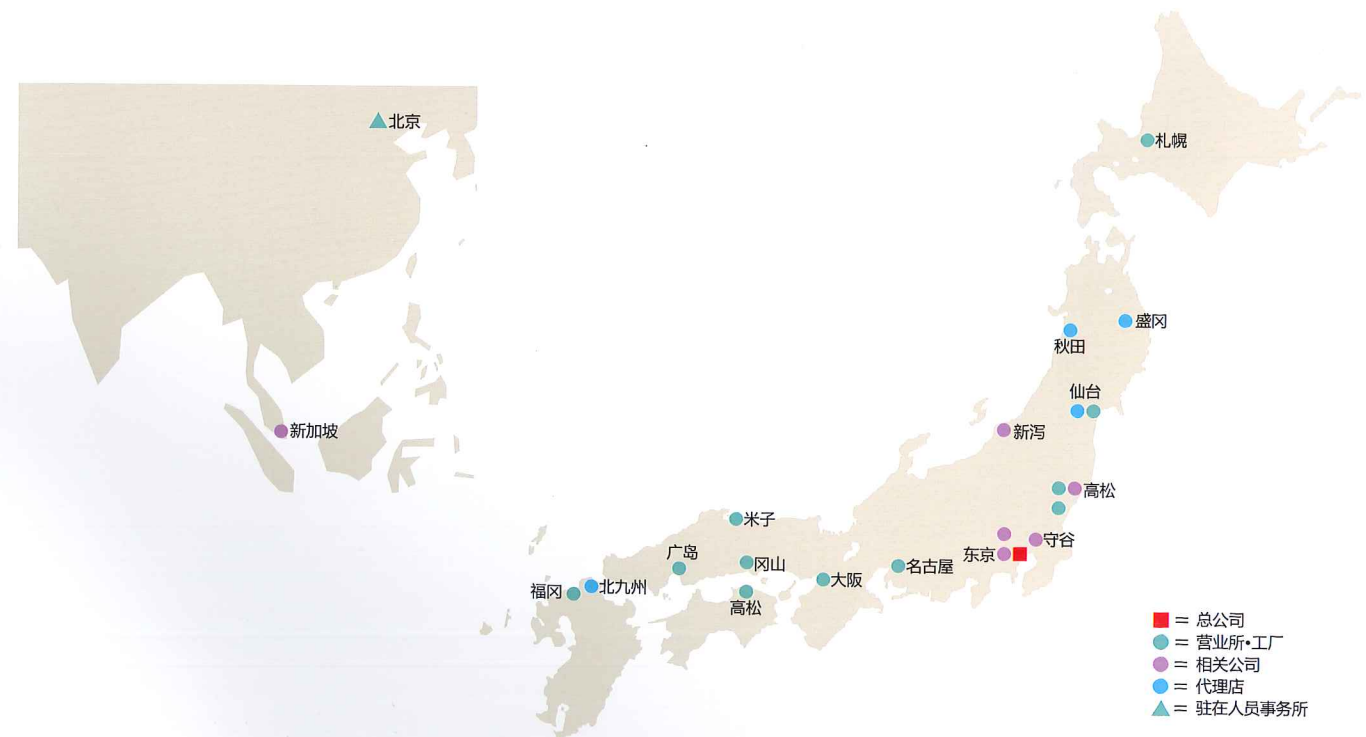 北京
札幌
盛冈
秋田
仙台
新加坡
新泻
高松
米子
守谷
东京
广岛
冈山
名古屋
大阪
福冈
北九州
高松
= 总公司
= 营业所•工厂
= 相关公司
= 代理店
= 驻在人员事务所